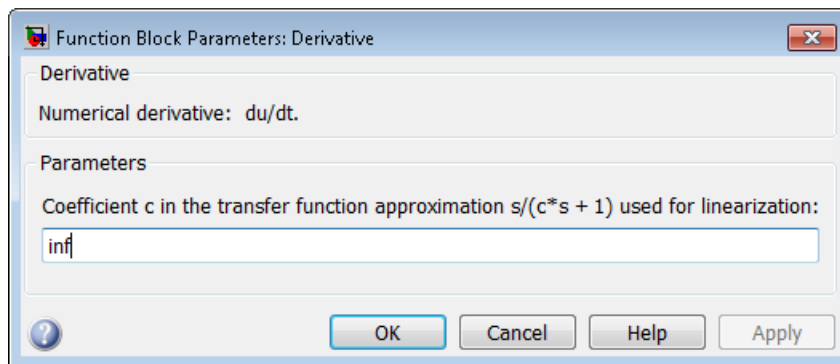 Function Block Parameters: Derivative
Derivative
Numerical derivative: du/dt.
Parameters
Coefficient c in the transfer function approximation s/(c*s + 1) used for linearization:
inf
OK Cancel Help Apply